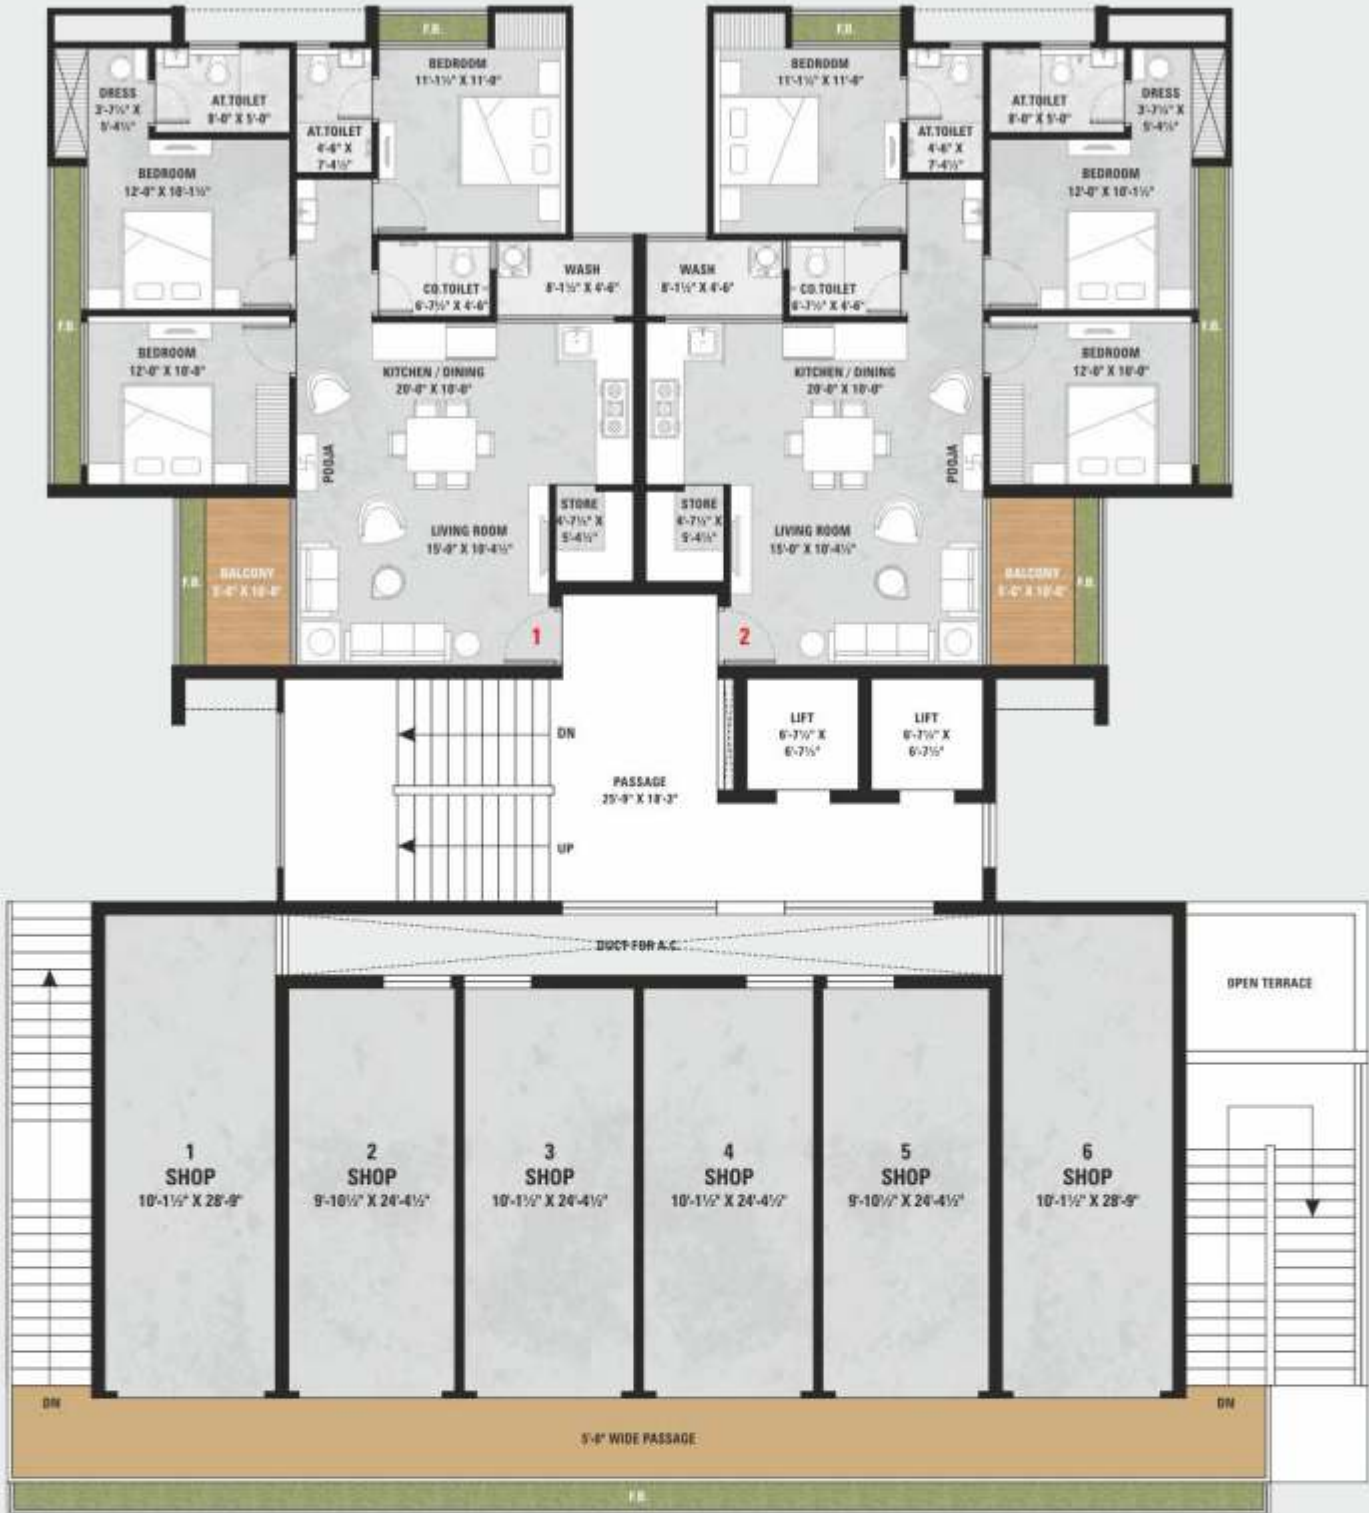 F.B.
F.B.
BEDROOM
11'-1½" X 11'-0"
BEDROOM
11'-1½" X 11'-0"
DRESS
3'-7½" X
5'-4½"
AT.TOILET
8'-0" X 5'-0"
AT.TOILET
4'-6" X
7'-4½"
AT.TOILET
4'-6" X
7'-4½"
AT.TOILET
8'-0" X 5'-0"
DRESS
3'-7½" X
5'-4½"
BEDROOM
12'-0" X 10'-1½"
BEDROOM
12'-0" X 10'-1½"
CO.TOILET
6'-7½" X 4'-6"
WASH
8'-1½" X 4'-6"
WASH
8'-1½" X 4'-6"
CO.TOILET
6'-7½" X 4'-6"
F.B.
BEDROOM
12'-0" X 10'-0"
KITCHEN / DINING
20'-0" X 10'-0"
KITCHEN / DINING
20'-0" X 10'-0"
BEDROOM
12'-0" X 10'-0"
F.B.
POOJA
POOJA
LIVING ROOM
15'-0" X 10'-4½"
STORE
4'-7½" X
5'-4½"
STORE
4'-7½" X
5'-4½"
LIVING ROOM
15'-0" X 10'-4½"
F.B.
BALCONY
BALCONY
F.B.
1
2
DN
UP
PASSAGE
25'-9" X 18'-3"
LIFT
6'-7½" X
6'-7½"
LIFT
6'-7½" X
6'-7½"
DUCT FOR A.C.
OPEN TERRACE
1
SHOP
10'-1½" X 28'-9"
2
SHOP
9'-10½" X 24'-4½"
3
SHOP
10'-1½" X 24'-4½"
4
SHOP
10'-1½" X 24'-4½"
5
SHOP
9'-10½" X 24'-4½"
6
SHOP
10'-1½" X 28'-9"
DN
DN
WIDE PASSAGE
F.B.